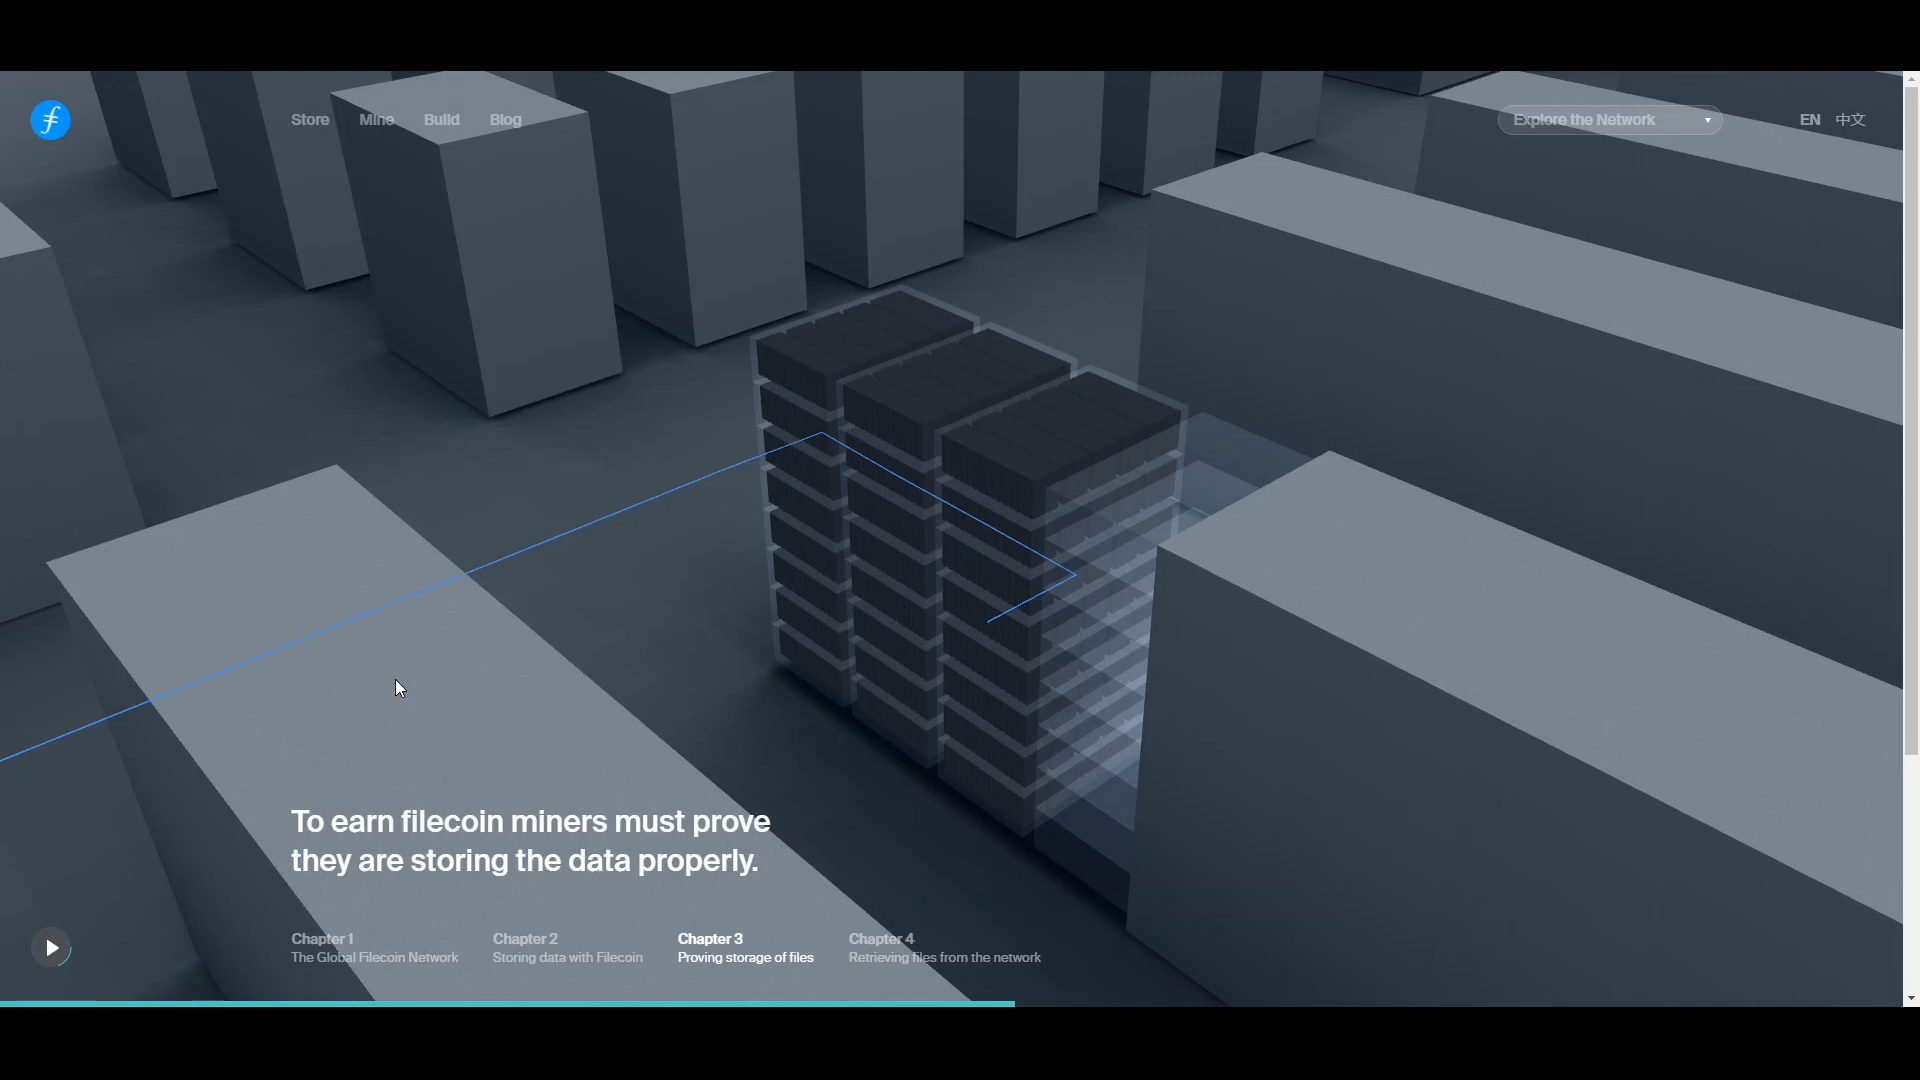 Store Mine Build Blog Explore the Network EN 中文
To earn filecoin miners must prove
they are storing the data properly.
Chapter 1
The Global Filecoin Network
Chapter 2
Storing data with Filecoin
Chapter 3
Proving storage of files
Chapter 4
Retrieving files from the network